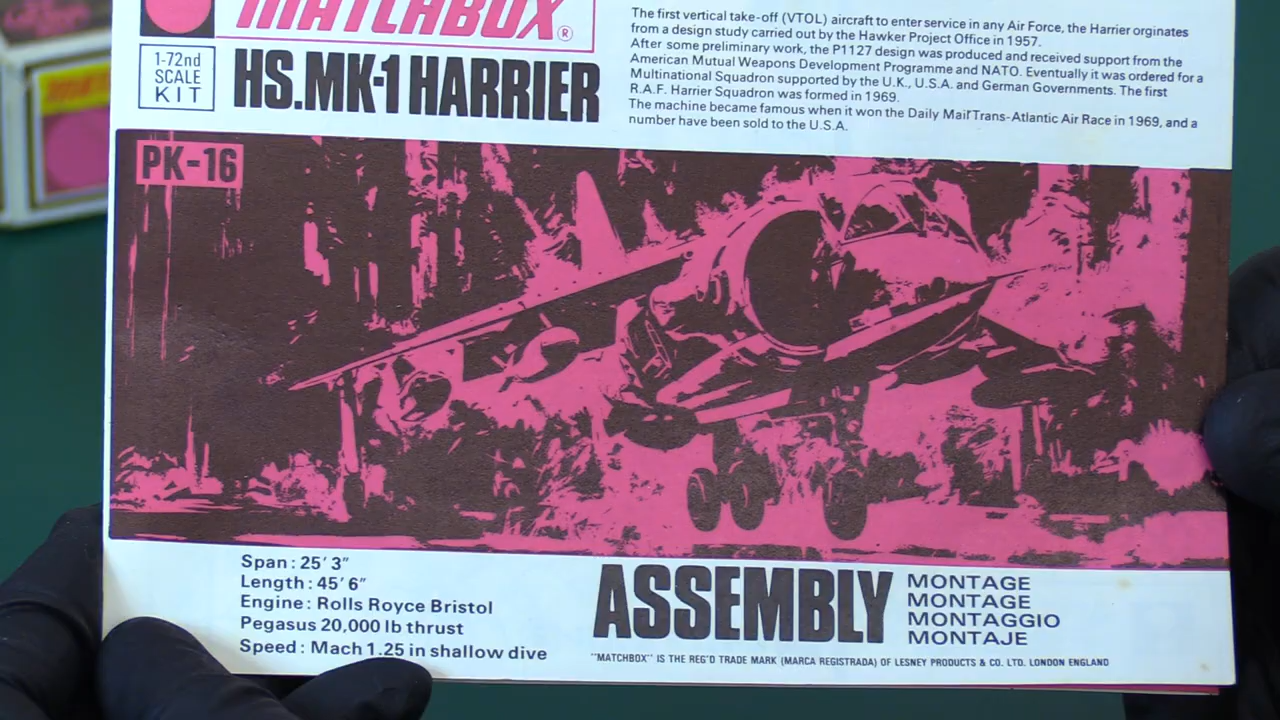 MATCHBOX®
1-72nd
SCALE
KIT
HS.MK-1 HARRIER
The first vertical take-off (VTOL) aircraft to enter service in any Air Force, the Harrier orginates
from a design study carried out by the Hawker Project Office in 1957.
After some preliminary work, the P1127 design was produced and received support from the
American Mutual Weapons Development Programme and NATO. Eventually it was ordered for a
Multinational Squadron supported by the U.K., U.S.A. and German Governments. The first
R.A.F. Harrier Squadron was formed in 1969.
The machine became famous when it won the Daily Mail Trans-Atlantic Air Race in 1969, and a
number have been sold to the U.S.A.
PK-16
Span : 25′ 3″
Length : 45′ 6″
Engine : Rolls Royce Bristol
Pegasus 20,000 lb thrust
Speed : Mach 1.25 in shallow dive
ASSEMBLY
MONTAGE
MONTAGE
MONTAGGIO
MONTAJE
"MATCHBOX" IS THE REG'D TRADE MARK (MARCA REGISTRADA) OF LESNEY PRODUCTS & CO. LTD. LONDON ENGLAND